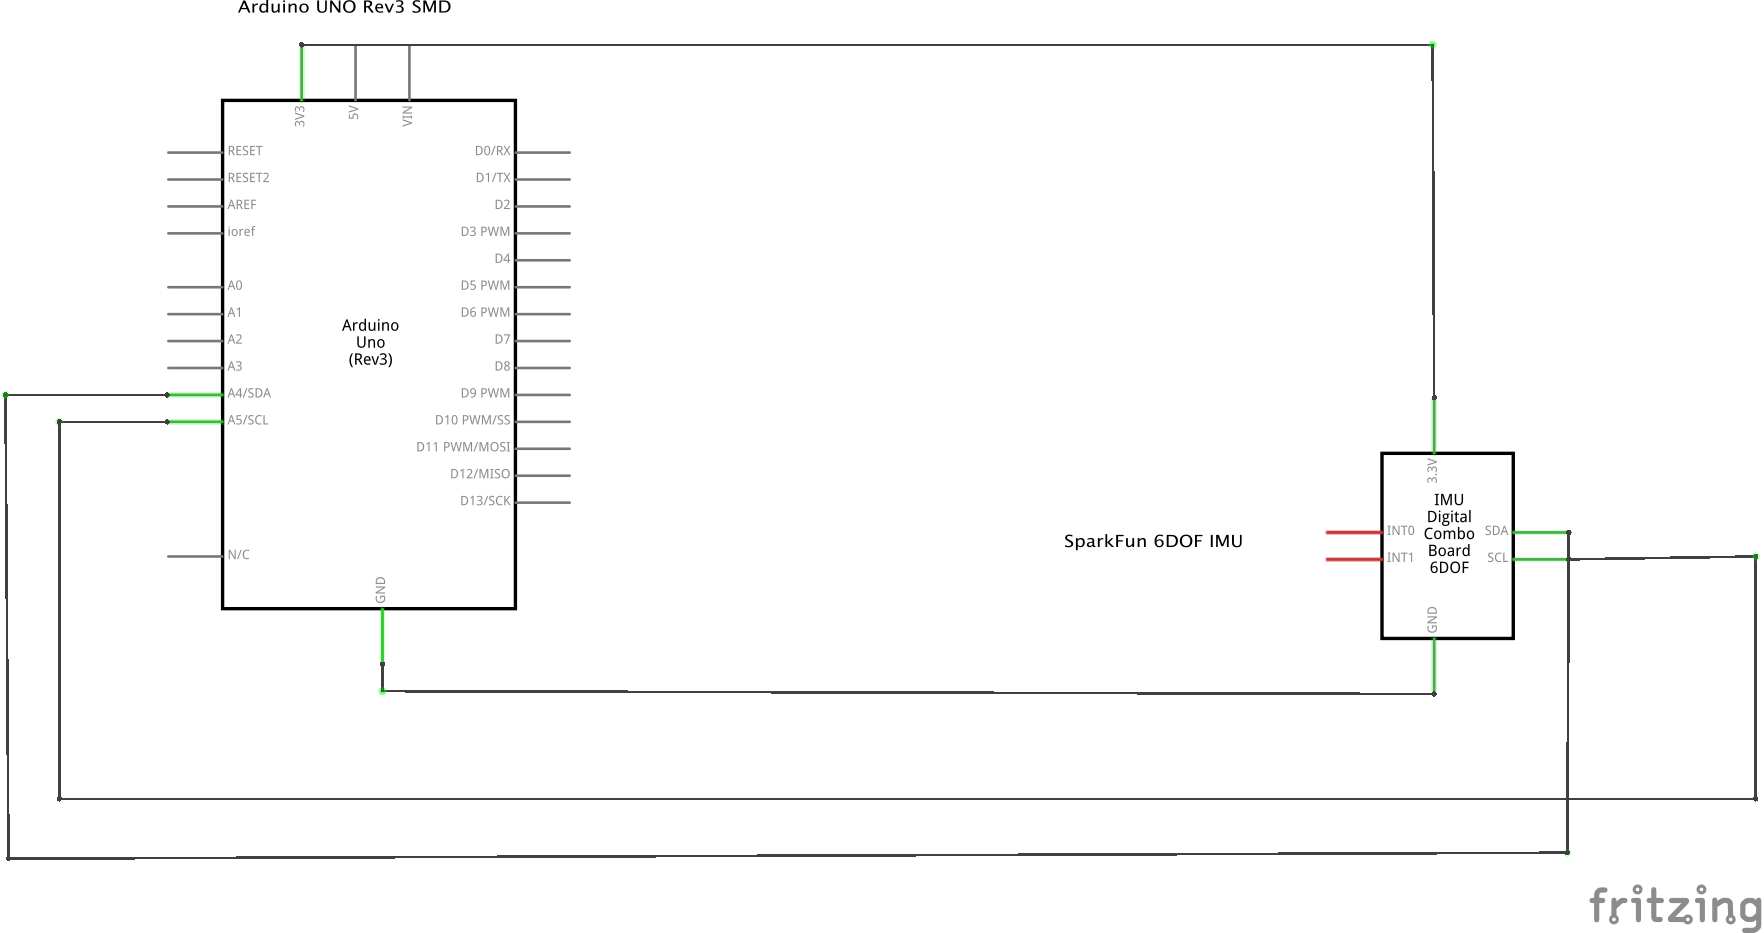 Arduino UNO Rev3 SMD
3V3
5V
VIN
RESET
D0/RX
RESET2
D1/TX
AREF
D2
ioref
D3 PWM
D4
A0
D5 PWM
A1
D6 PWM
Arduino
Uno
(Rev3)
A2
D7
A3
D8
A4/SDA
D9 PWM
A5/SCL
D10 PWM/SS
D11 PWM/MOSI
D12/MISO
D13/SCK
N/C
GND
SparkFun 6DOF IMU
3.3V
IMU
Digital
Combo
Board
6DOF
INT0
SDA
INT1
SCL
GND
fritzing